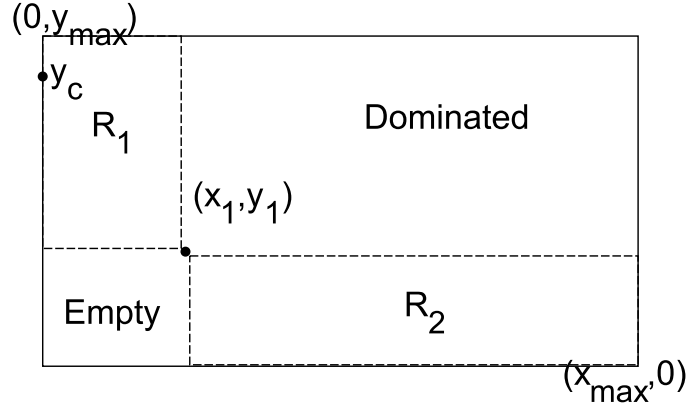 (0,y_max)
y_c
R_1
Dominated
(x_1,y_1)
Empty
R_2
(x_max,0)